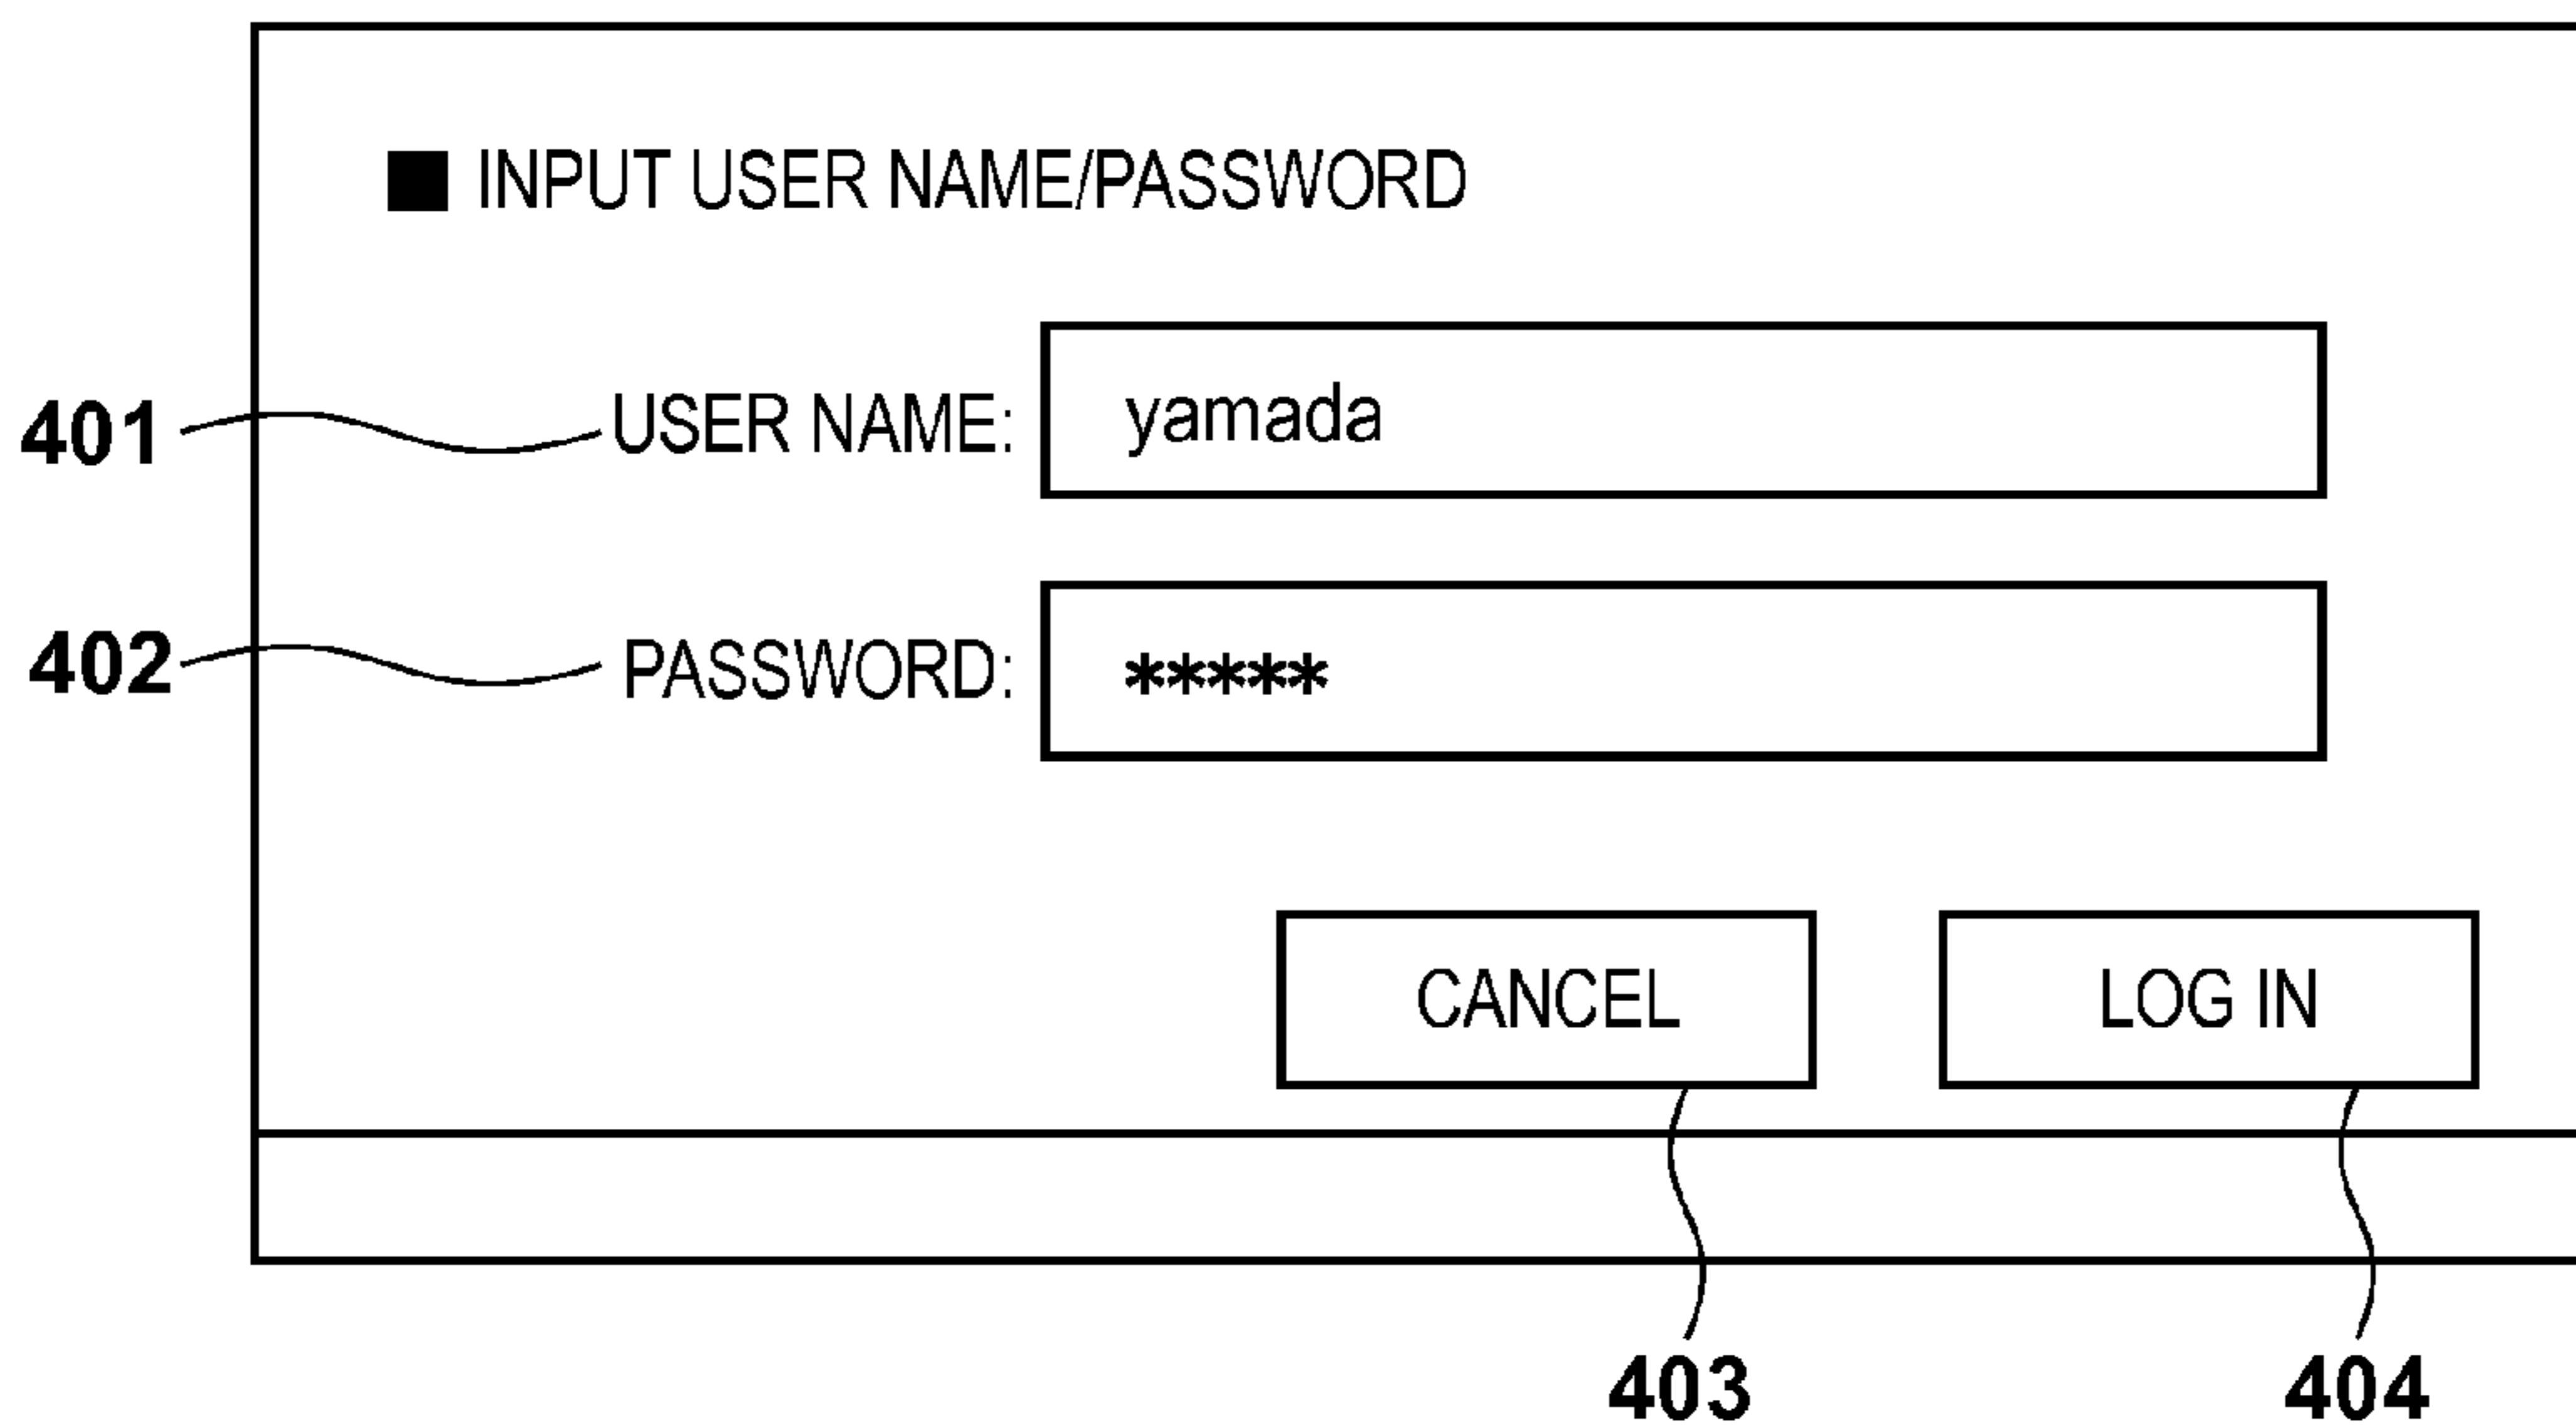 ■ INPUT USER NAME/PASSWORD
401 USER NAME: yamada
402 PASSWORD: *****
CANCEL LOG IN
403 404